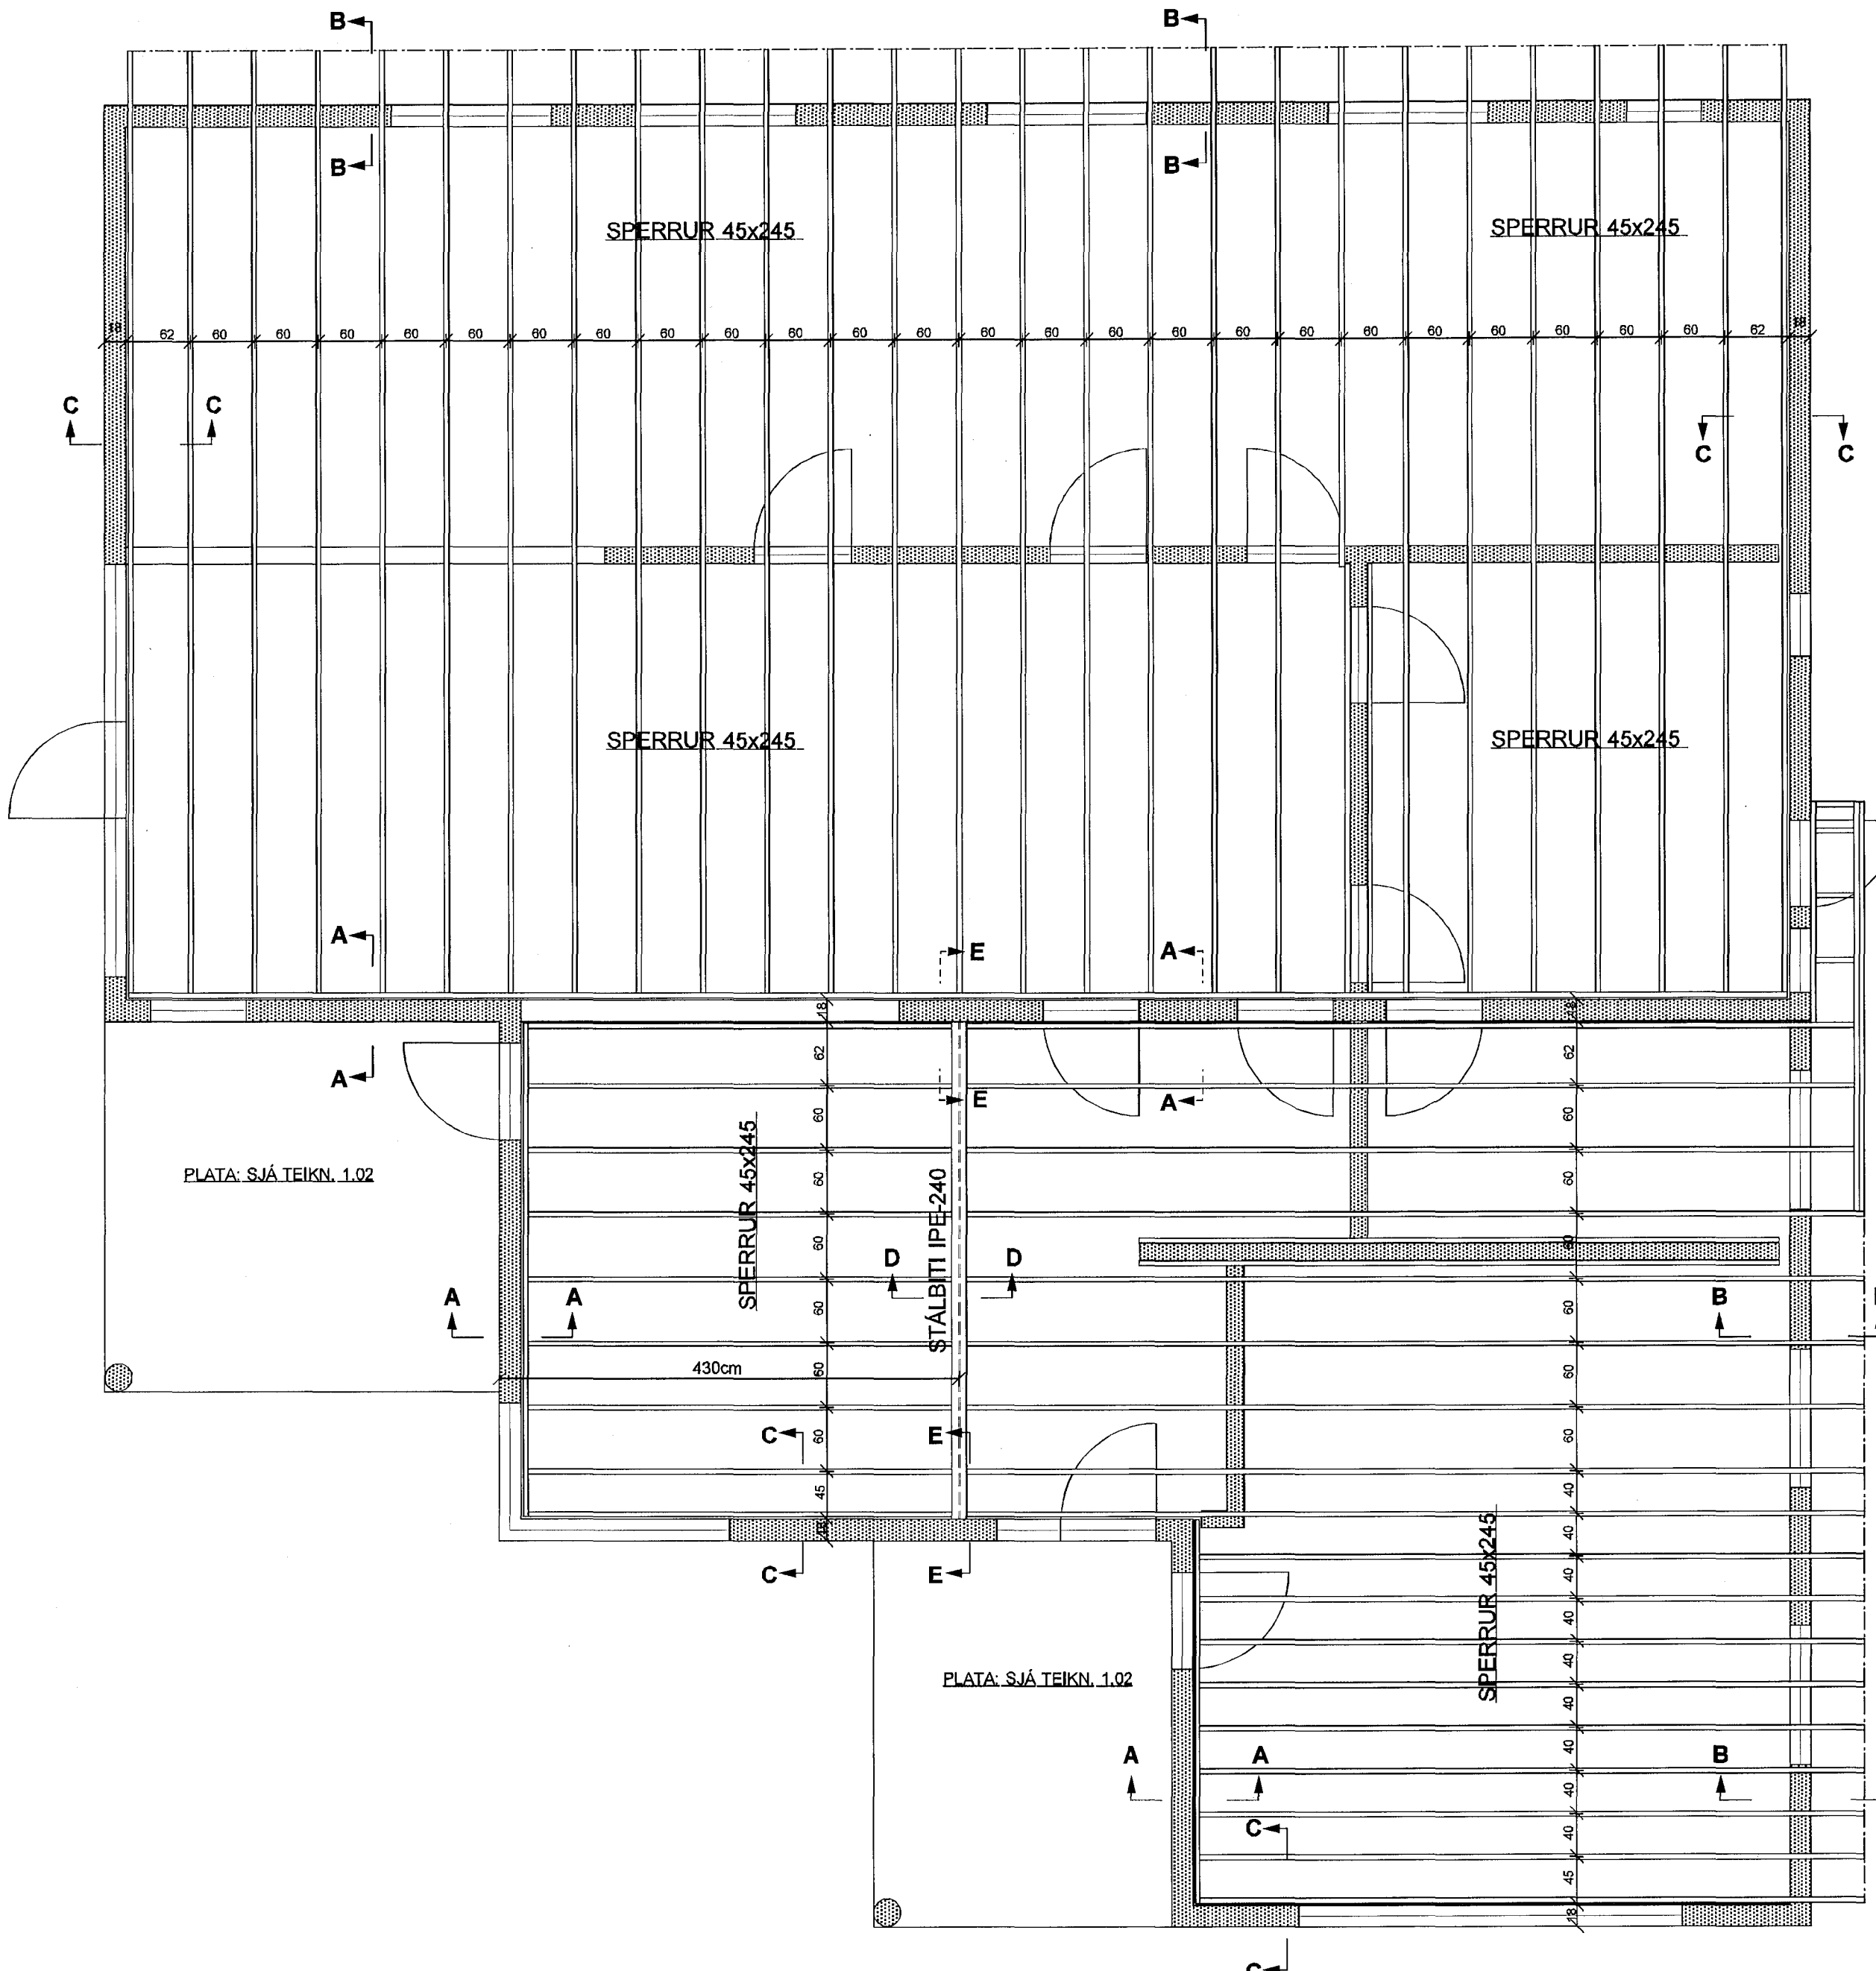 B B
B B
SPERRUR 45x245 SPERRUR 45x245
18 62 60 60 60 60 60 60 60 60 60 60 60 60 60 60 60 60 60 60 60 60 60 60 60 60 62 18
C C C C
SPERRUR 45x245 SPERRUR 45x245
A E A
18 18
62 62
A E A
60 60
PLATA: SJÁ TEIKN. 1.02
SPERRUR 45x245
STÁLBITI IPE-240
60 60
60 60
D D
A A B
60 60
430cm
60 60
C E
60 60
45 40
18
C E
40
40
40
SPERRUR 45x245
PLATA: SJÁ TEIKN. 1.02
40
40
A A B
40
40
C
40
45
18
C